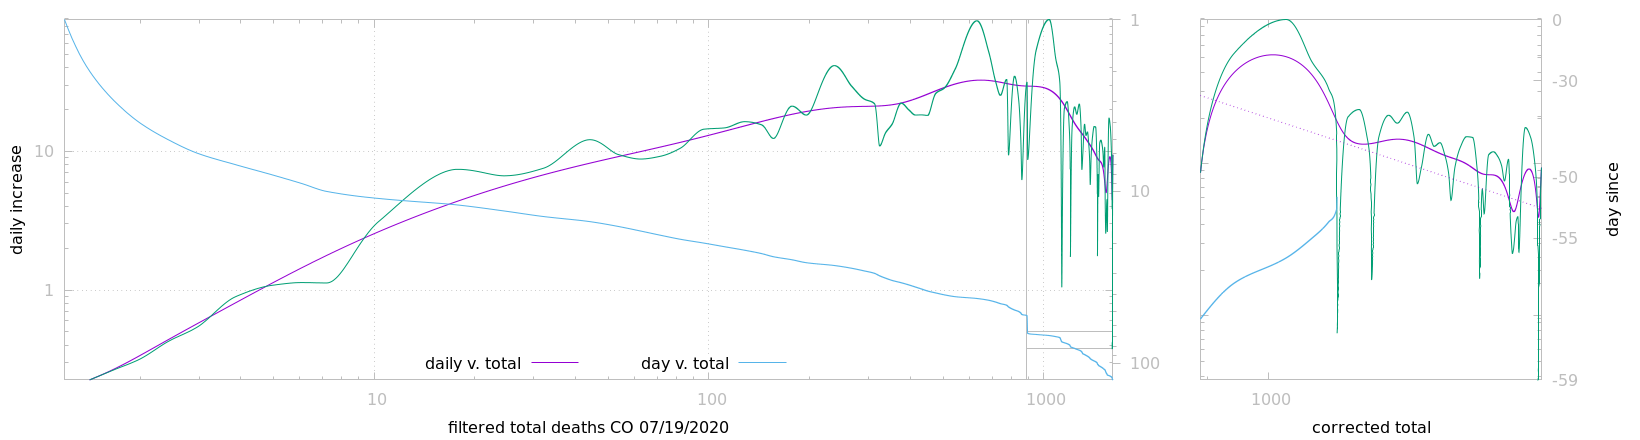 daily increase
10
1
daily v. total
day v. total
10
100
1000
filtered total deaths CO 07/19/2020
1
10
100
1000
corrected total
0
-30
-50
-55
-59
day since